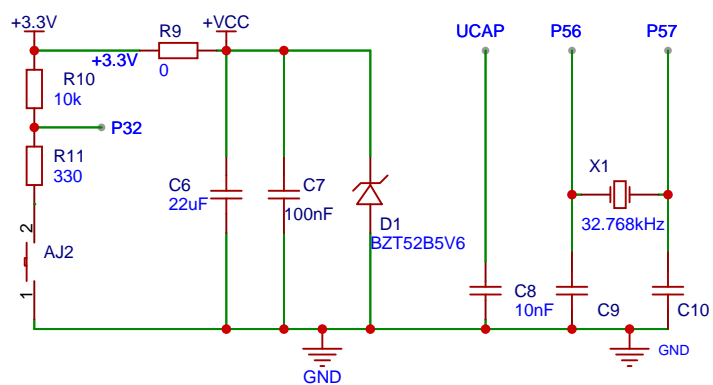 +3.3V
R9
+VCC
UCAP
P56
P57
+3.3V
0
R10
10k
P32
R11
330
X1
C6
22uF
C7
100nF
32.768kHz
D1
BZT52B5V6
2
AJ2
1
C8
10nF
C9
C10
GND
GND